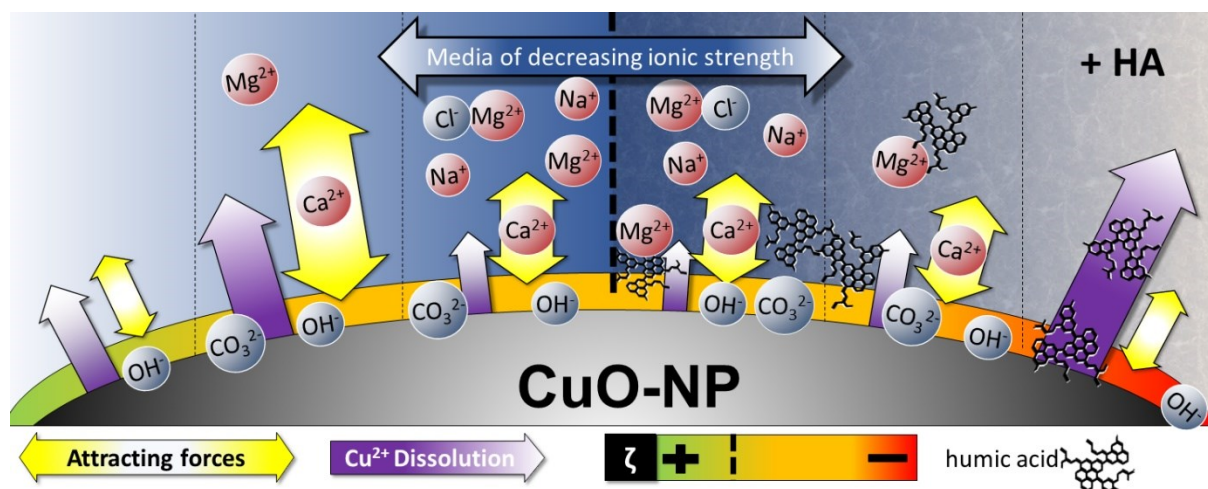 Media of decreasing ionic strength
+ HA
Mg²⁺
Ca²⁺
OH⁻
CO₃²⁻
OH⁻
Cl⁻
Mg²⁺
Na⁺
Na⁺
Mg²⁺
Ca²⁺
CO₃²⁻
OH⁻
Mg²⁺
Cl⁻
Na⁺
Na⁺
Mg²⁺
Ca²⁺
OH⁻
CO₃²⁻
Mg²⁺
Ca²⁺
CO₃²⁻
OH⁻
OH⁻
CuO-NP
Attracting forces
Cu²⁺ Dissolution
ζ + −
humic acid